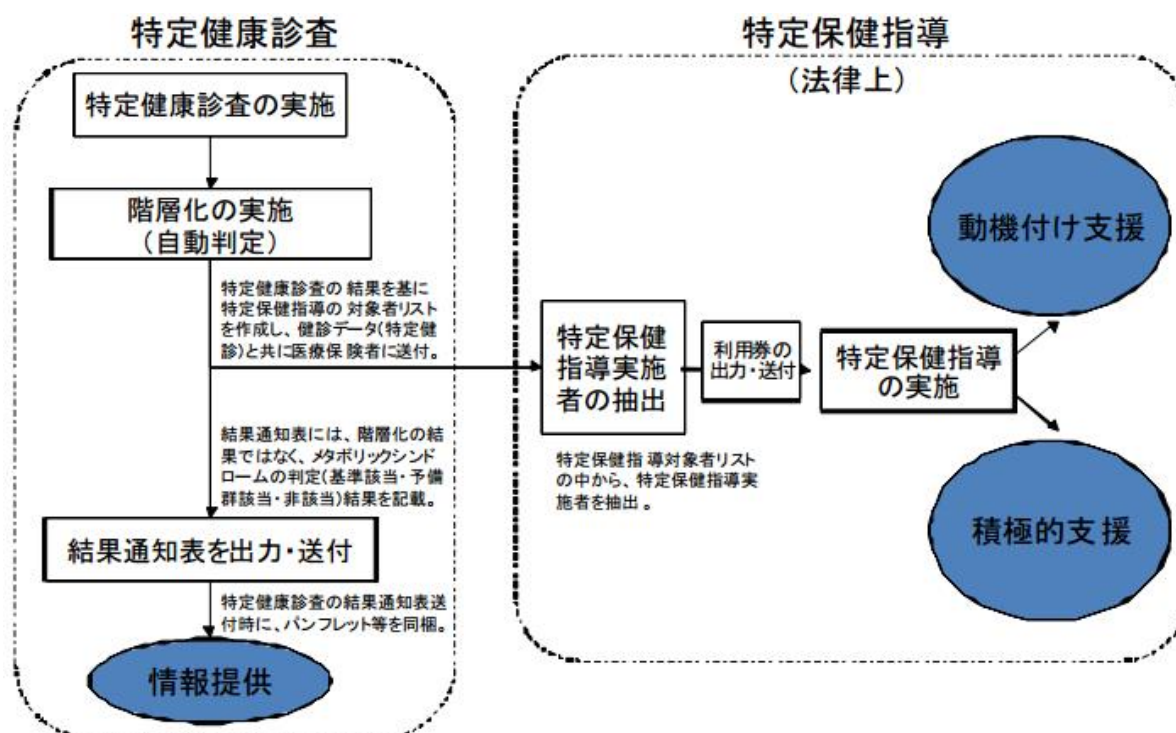 特定健康診査
特定健康診査の実施
階層化の実施
(自動判定)
特定健康診査の結果を基に
特定保健指導の対象者リスト
を作成し、健診データ(特定健
診)と共に医療保険者に送付。
結果通知表には、階層化の結
果ではなく、メタボリックシンド
ロームの判定(基準該当・予備
群該当・非該当)結果を記載。
結果通知表を出力・送付
特定健康診査の結果通知表送
付時に、パンフレット等を同梱。
情報提供
特定保健指導
(法律上)
特定保健
指導実施
者の抽出
特定保健指導対象者リスト
の中から、特定保健指導実
施者を抽出。
利用券の
出力・送付
特定保健指導
の実施
動機付け支援
積極的支援